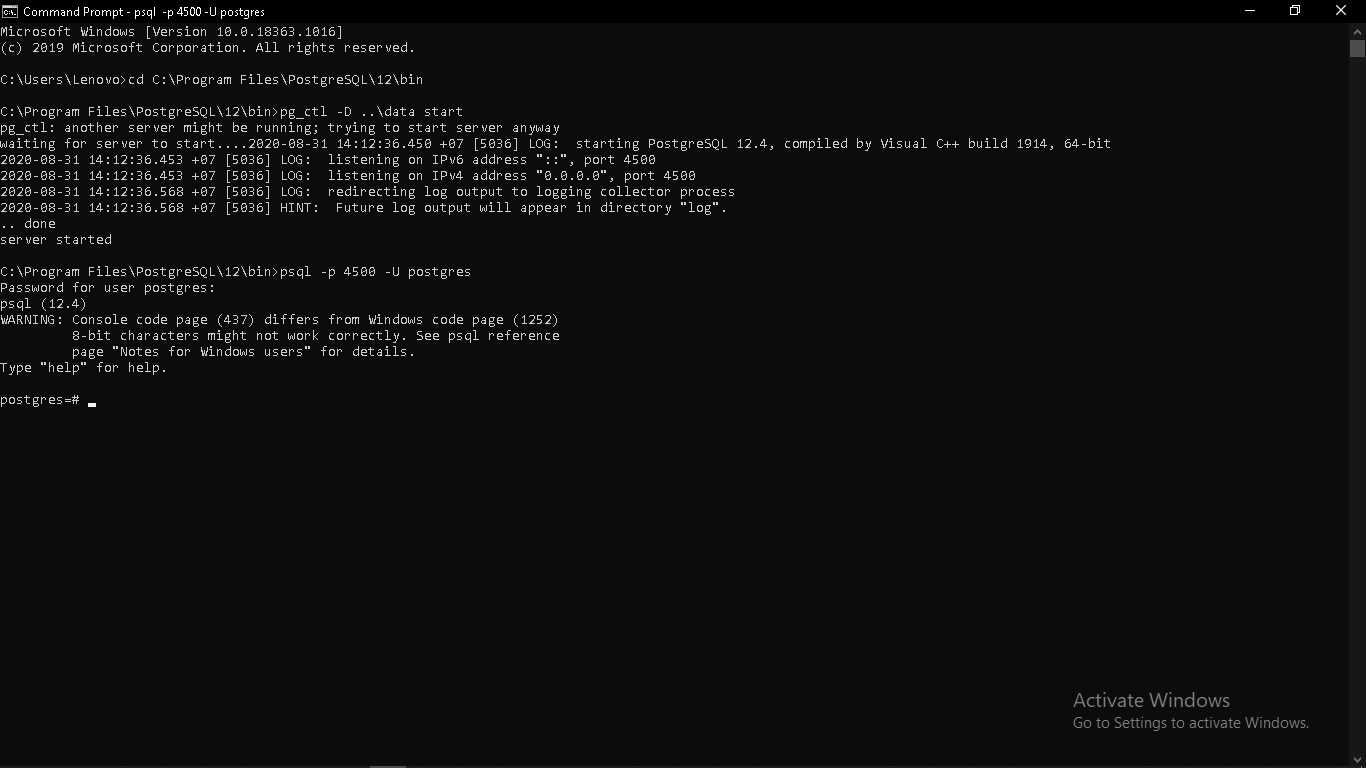 Command Prompt - psql  -p 4500 -U postgres
Microsoft Windows [Version 10.0.18363.1016]
(c) 2019 Microsoft Corporation. All rights reserved.
C:\Users\Lenovo>cd C:\Program Files\PostgreSQL\12\bin
C:\Program Files\PostgreSQL\12\bin>pg_ctl -D ..\data start
pg_ctl: another server might be running; trying to start server anyway
waiting for server to start....2020-08-31 14:12:36.450 +07 [5036] LOG:  starting PostgreSQL 12.4, compiled by Visual C++ build 1914, 64-bit
2020-08-31 14:12:36.453 +07 [5036] LOG:  listening on IPv6 address "::", port 4500
2020-08-31 14:12:36.453 +07 [5036] LOG:  listening on IPv4 address "0.0.0.0", port 4500
2020-08-31 14:12:36.568 +07 [5036] LOG:  redirecting log output to logging collector process
2020-08-31 14:12:36.568 +07 [5036] HINT:  Future log output will appear in directory "log".
.. done
server started
C:\Program Files\PostgreSQL\12\bin>psql -p 4500 -U postgres
Password for user postgres:
psql (12.4)
WARNING: Console code page (437) differs from Windows code page (1252)
         8-bit characters might not work correctly. See psql reference
         page "Notes for Windows users" for details.
Type "help" for help.
postgres=# _
Activate Windows
Go to Settings to activate Windows.